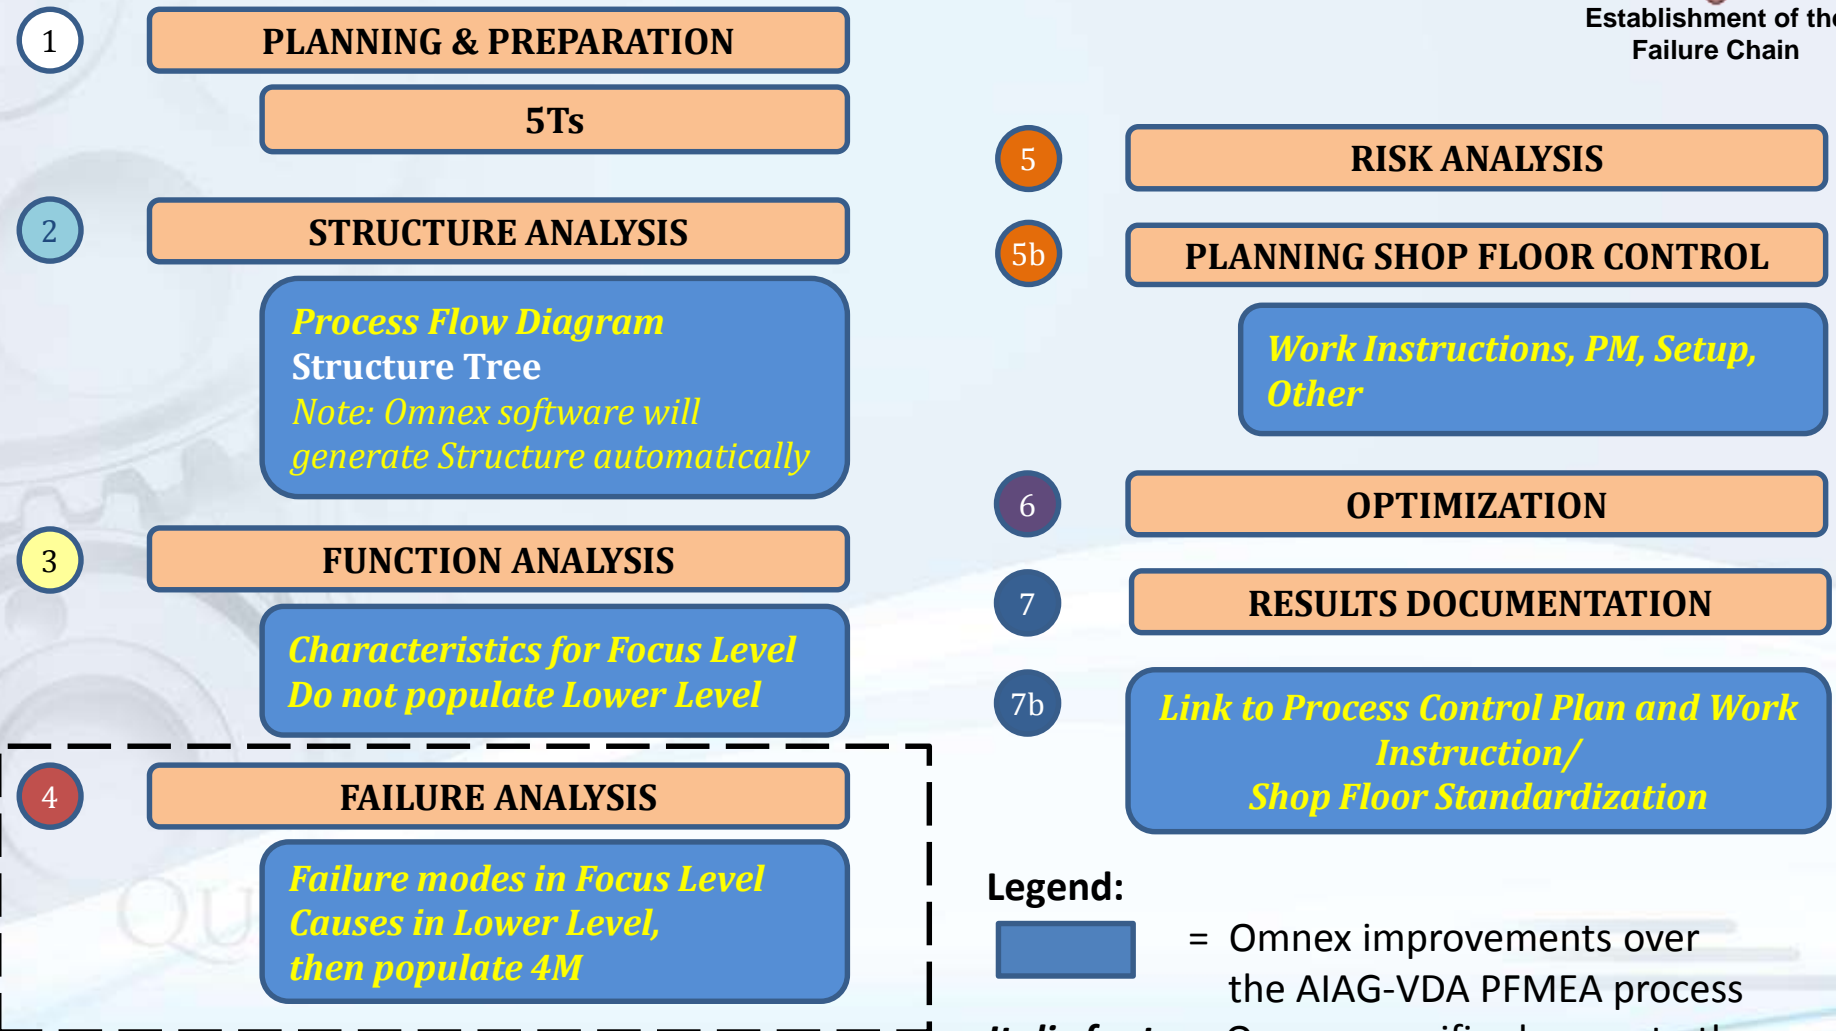 1
PLANNING & PREPARATION
5Ts
2
STRUCTURE ANALYSIS
Process Flow Diagram
Structure Tree
Note: Omnex software will
generate Structure automatically
3
FUNCTION ANALYSIS
Characteristics for Focus Level
Do not populate Lower Level
4
FAILURE ANALYSIS
Failure modes in Focus Level
Causes in Lower Level,
then populate 4M
QU
Establishment of the
Failure Chain
5
RISK ANALYSIS
5b
PLANNING SHOP FLOOR CONTROL
Work Instructions, PM, Setup,
Other
6
OPTIMIZATION
7
RESULTS DOCUMENTATION
7b
Link to Process Control Plan and Work
Instruction/
Shop Floor Standardization
Legend:
= Omnex improvements over
the AIAG-VDA PFMEA process